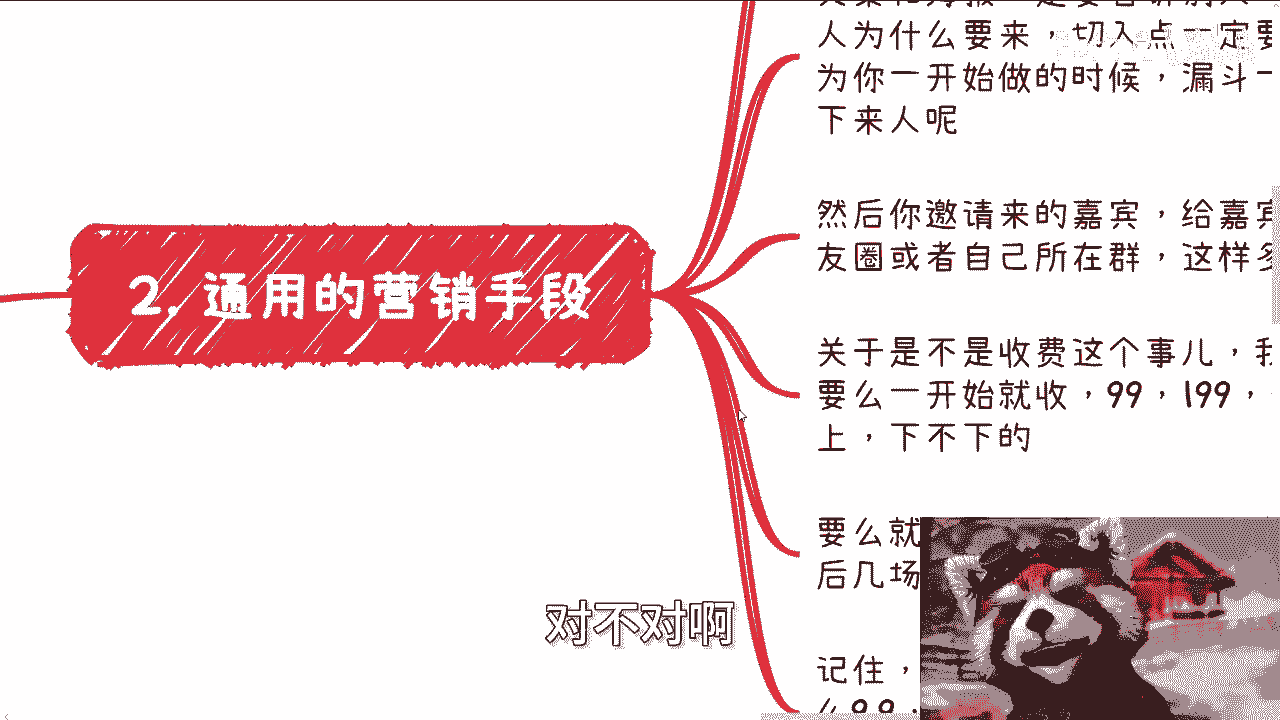 人为什么要来，切入点一定要
为你一开始做的时候，漏斗一
下来人呢
然后你邀请来的嘉宾，给嘉宾
友圈或者自己所在群，这样多
2. 通用的营销手段
关于是不是收费这个事儿，我
要么一开始就收，99，199，
上，下不下的
要么就
后几场
对不对啊
记住，
么99